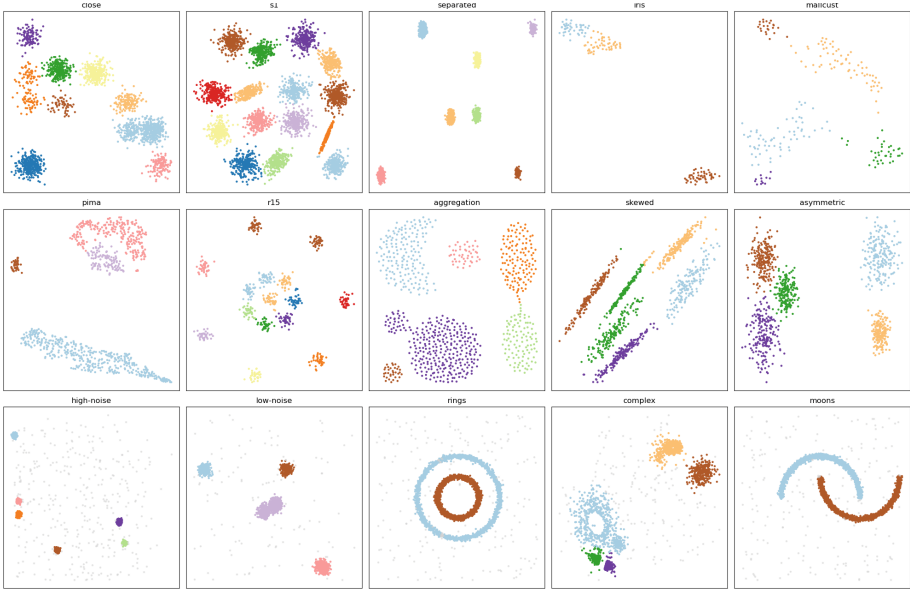 close
s1
separated
iris
mallcust
pima
r15
aggregation
skewed
asymmetric
high-noise
low-noise
rings
complex
moons